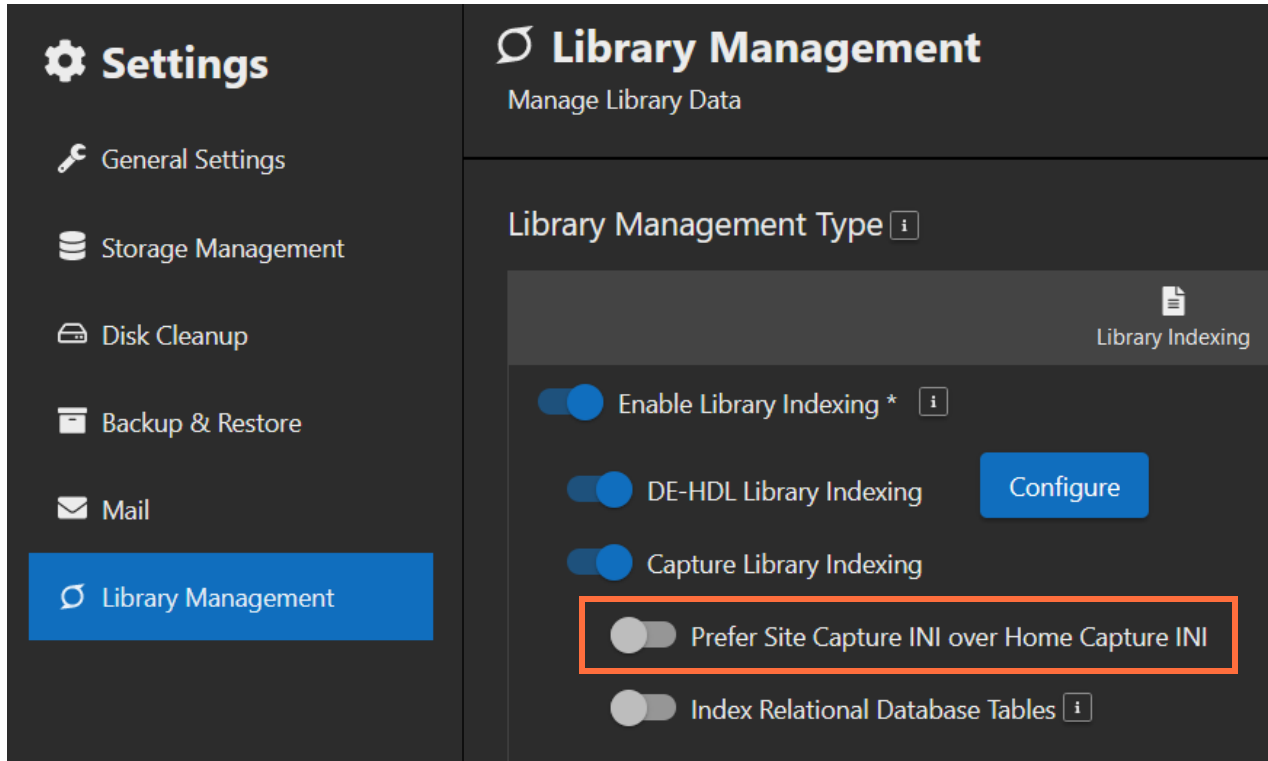 Settings
General Settings
Storage Management
Disk Cleanup
Backup & Restore
Mail
Library Management
Library Management
Manage Library Data
Library Management Type i
Library Indexing
Enable Library Indexing * i
DE-HDL Library Indexing
Configure
Capture Library Indexing
Prefer Site Capture INI over Home Capture INI
Index Relational Database Tables i